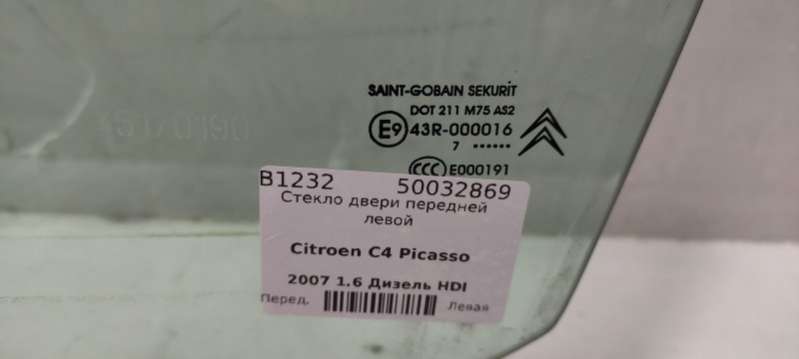 SAINT-GOBAIN SEKURIT
DOT 211 M75 AS2
E9 43R-000016
7 ••••••
CCC E000191
B1232 50032869
Стекло двери передней
левой
Citroen C4 Picasso
2007 1.6 Дизель HDI
Перед. Левая